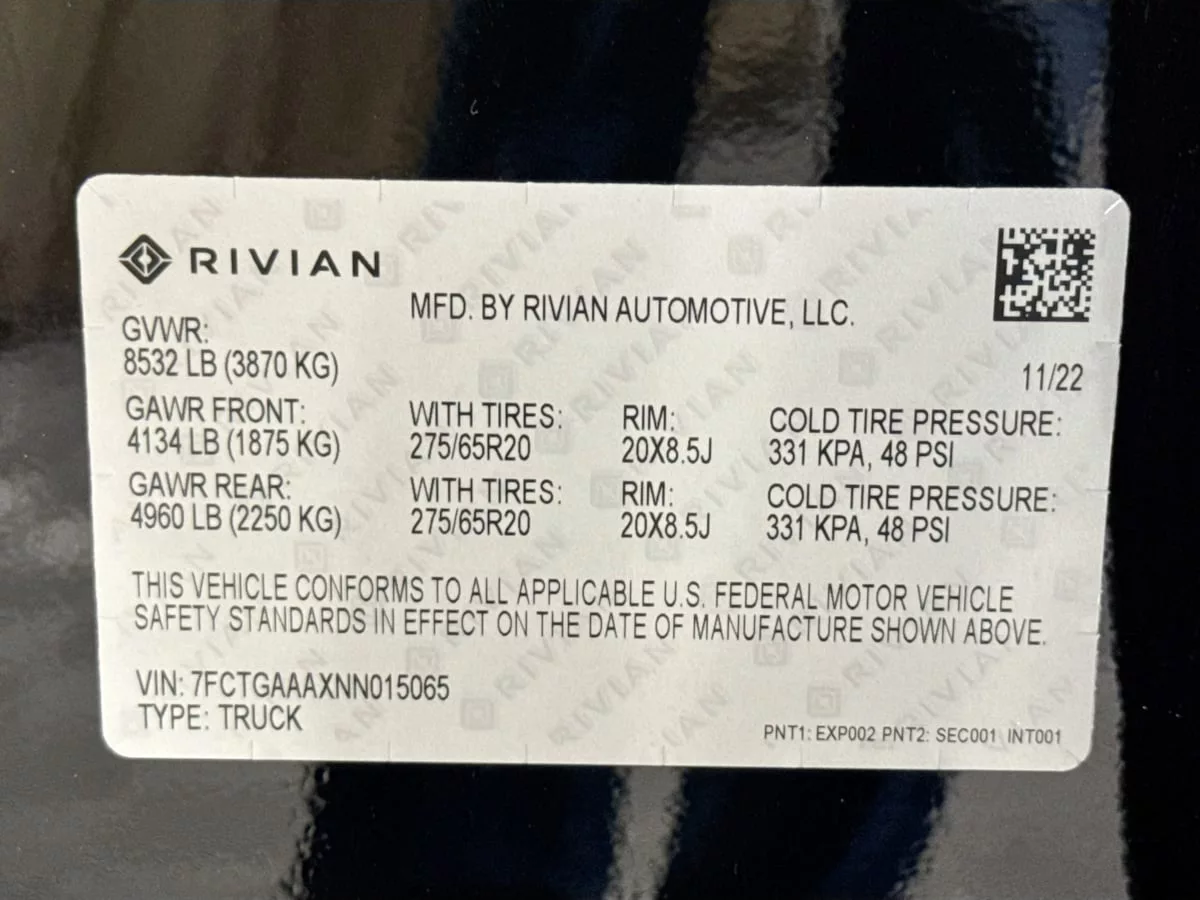 RIVIAN
MFD. BY RIVIAN AUTOMOTIVE, LLC.
GVWR:
8532 LB (3870 KG)
11/22
GAWR FRONT: WITH TIRES: RIM: COLD TIRE PRESSURE:
4134 LB (1875 KG) 275/65R20 20X8.5J 331 KPA, 48 PSI
GAWR REAR: WITH TIRES: RIM: COLD TIRE PRESSURE:
4960 LB (2250 KG) 275/65R20 20X8.5J 331 KPA, 48 PSI
THIS VEHICLE CONFORMS TO ALL APPLICABLE U.S. FEDERAL MOTOR VEHICLE
SAFETY STANDARDS IN EFFECT ON THE DATE OF MANUFACTURE SHOWN ABOVE.
VIN: 7FCTGAAAXNN015065
TYPE: TRUCK
PNT1: EXP002 PNT2: SEC001 INT001